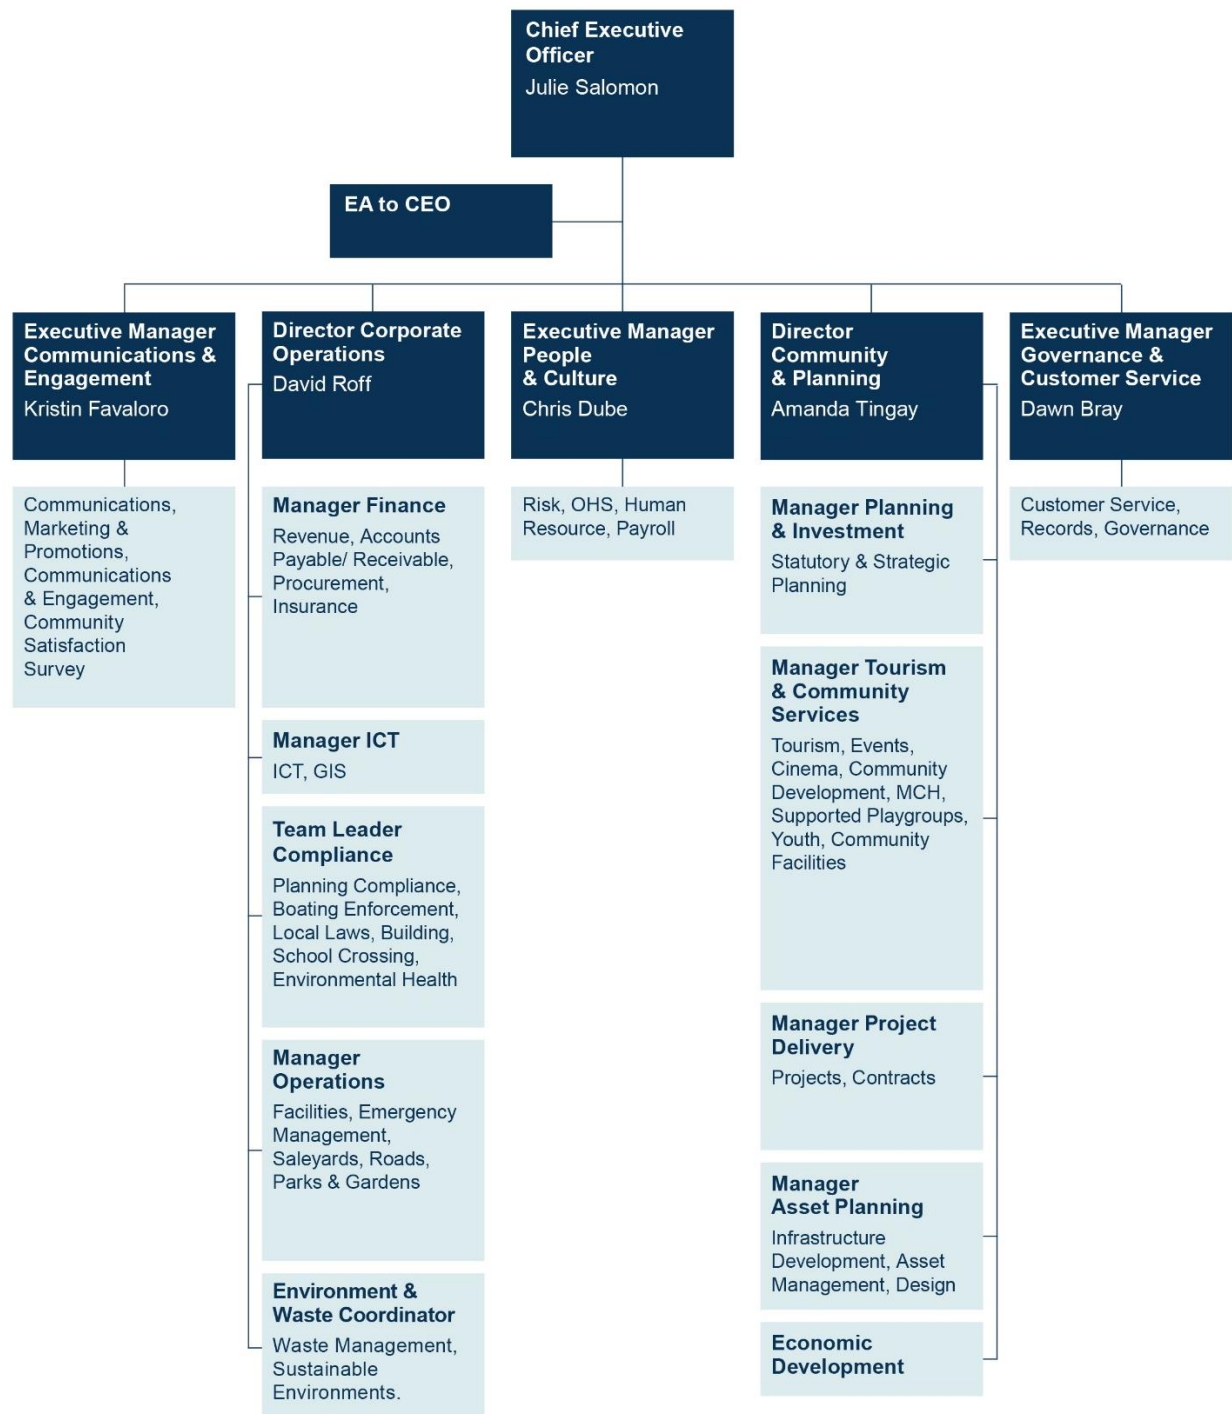 Chief Executive
Officer
Julie Salomon
EA to CEO
Executive Manager
Communications &
Engagement
Kristin Favaloro
Communications,
Marketing &
Promotions,
Communications
& Engagement,
Community
Satisfaction
Survey
Director Corporate
Operations
David Roff
Manager Finance
Revenue, Accounts
Payable/ Receivable,
Procurement,
Insurance
Manager ICT
ICT, GIS
Team Leader
Compliance
Planning Compliance,
Boating Enforcement,
Local Laws, Building,
School Crossing,
Environmental Health
Manager
Operations
Facilities, Emergency
Management,
Saleyards, Roads,
Parks & Gardens
Environment &
Waste Coordinator
Waste Management,
Sustainable
Environments.
Executive Manager
People
& Culture
Chris Dube
Risk, OHS, Human
Resource, Payroll
Director
Community
& Planning
Amanda Tingay
Manager Planning
& Investment
Statutory & Strategic
Planning
Manager Tourism
& Community
Services
Tourism, Events,
Cinema, Community
Development, MCH,
Supported Playgroups,
Youth, Community
Facilities
Manager Project
Delivery
Projects, Contracts
Manager
Asset Planning
Infrastructure
Development, Asset
Management, Design
Economic
Development
Executive Manager
Governance &
Customer Service
Dawn Bray
Customer Service,
Records, Governance